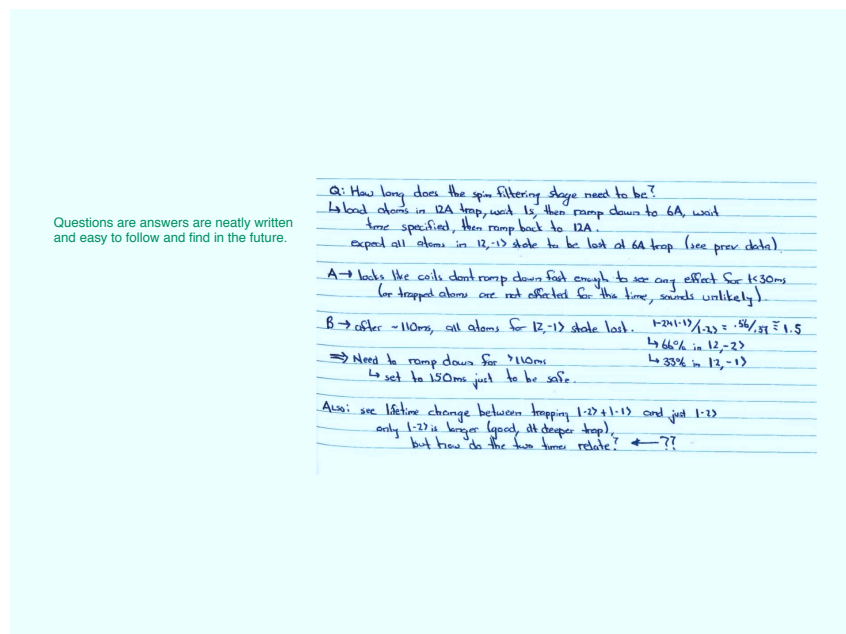 Questions are answers are neatly written
and easy to follow and find in the future.
Q: How long does the spin filtering stage need to be?
↳ load atoms in 12A trap, wait 1s, then ramp down to 6A, wait
time specified, then ramp back to 12A.
expect all atoms in |2,-1> state to be lost at 6A trap (see prev data)
A → looks like coils dont ramp down fast enough to see any effect for t<30ms
(or trapped atoms are not affected for this time, sounds unlikely)
B → after ~110ms, all atoms for |2,-1> state lost. |-2>+|-1>/|-2> = .56/.37 ≅ 1.5
↳ 66% in |2,-2>
⇒ Need to ramp down for >110ms ↳ 33% in |2,-1>
↳ set to 150ms just to be safe.
Also: see lifetime change between trapping |-2>+|-1> and just |-2>
only |-2> is longer (good, at deeper trap),
but how do the two times relate? ←??